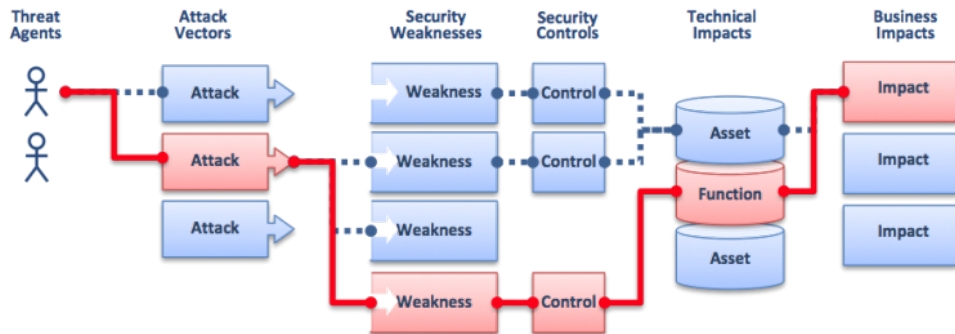 Threat Agents
Attack Vectors
Security Weaknesses
Security Controls
Technical Impacts
Business Impacts
Attack
Weakness
Control
Impact
Asset
Attack
Weakness
Control
Impact
Function
Attack
Weakness
Impact
Asset
Weakness
Control